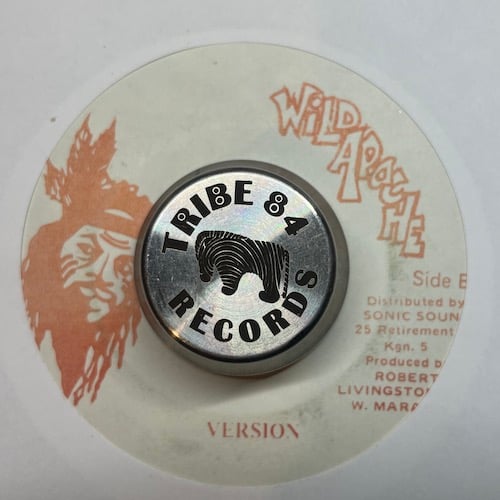 WILD
APACHE
TRIBE 84
RECORDS
Side B
Distributed by
SONIC SOUN
25 Retirement
Kgn. 5
Produced
ROBERT
LIVINGSTO
W. MARA
VERSION